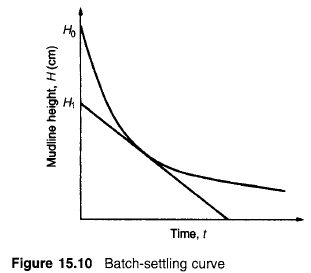 H₀
H₁
Mudline height, H (cm)
Time, t
Figure 15.10 Batch-settling curve